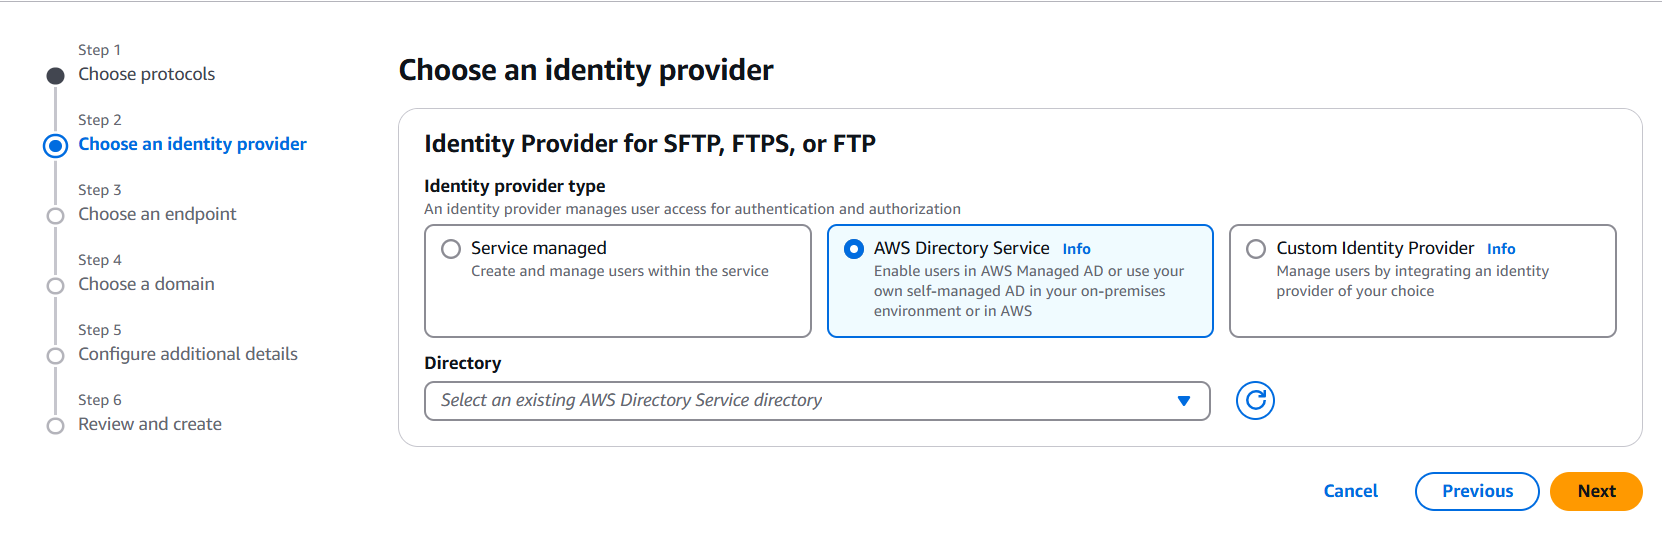 Step 1
Choose protocols
Step 2
Choose an identity provider
Step 3
Choose an endpoint
Step 4
Choose a domain
Step 5
Configure additional details
Step 6
Review and create
Choose an identity provider
Identity Provider for SFTP, FTPS, or FTP
Identity provider type
An identity provider manages user access for authentication and authorization
Service managed
Create and manage users within the service
AWS Directory Service Info
Enable users in AWS Managed AD or use your
own self-managed AD in your on-premises
environment or in AWS
Custom Identity Provider Info
Manage users by integrating an identity
provider of your choice
Directory
Select an existing AWS Directory Service directory
Cancel
Previous
Next